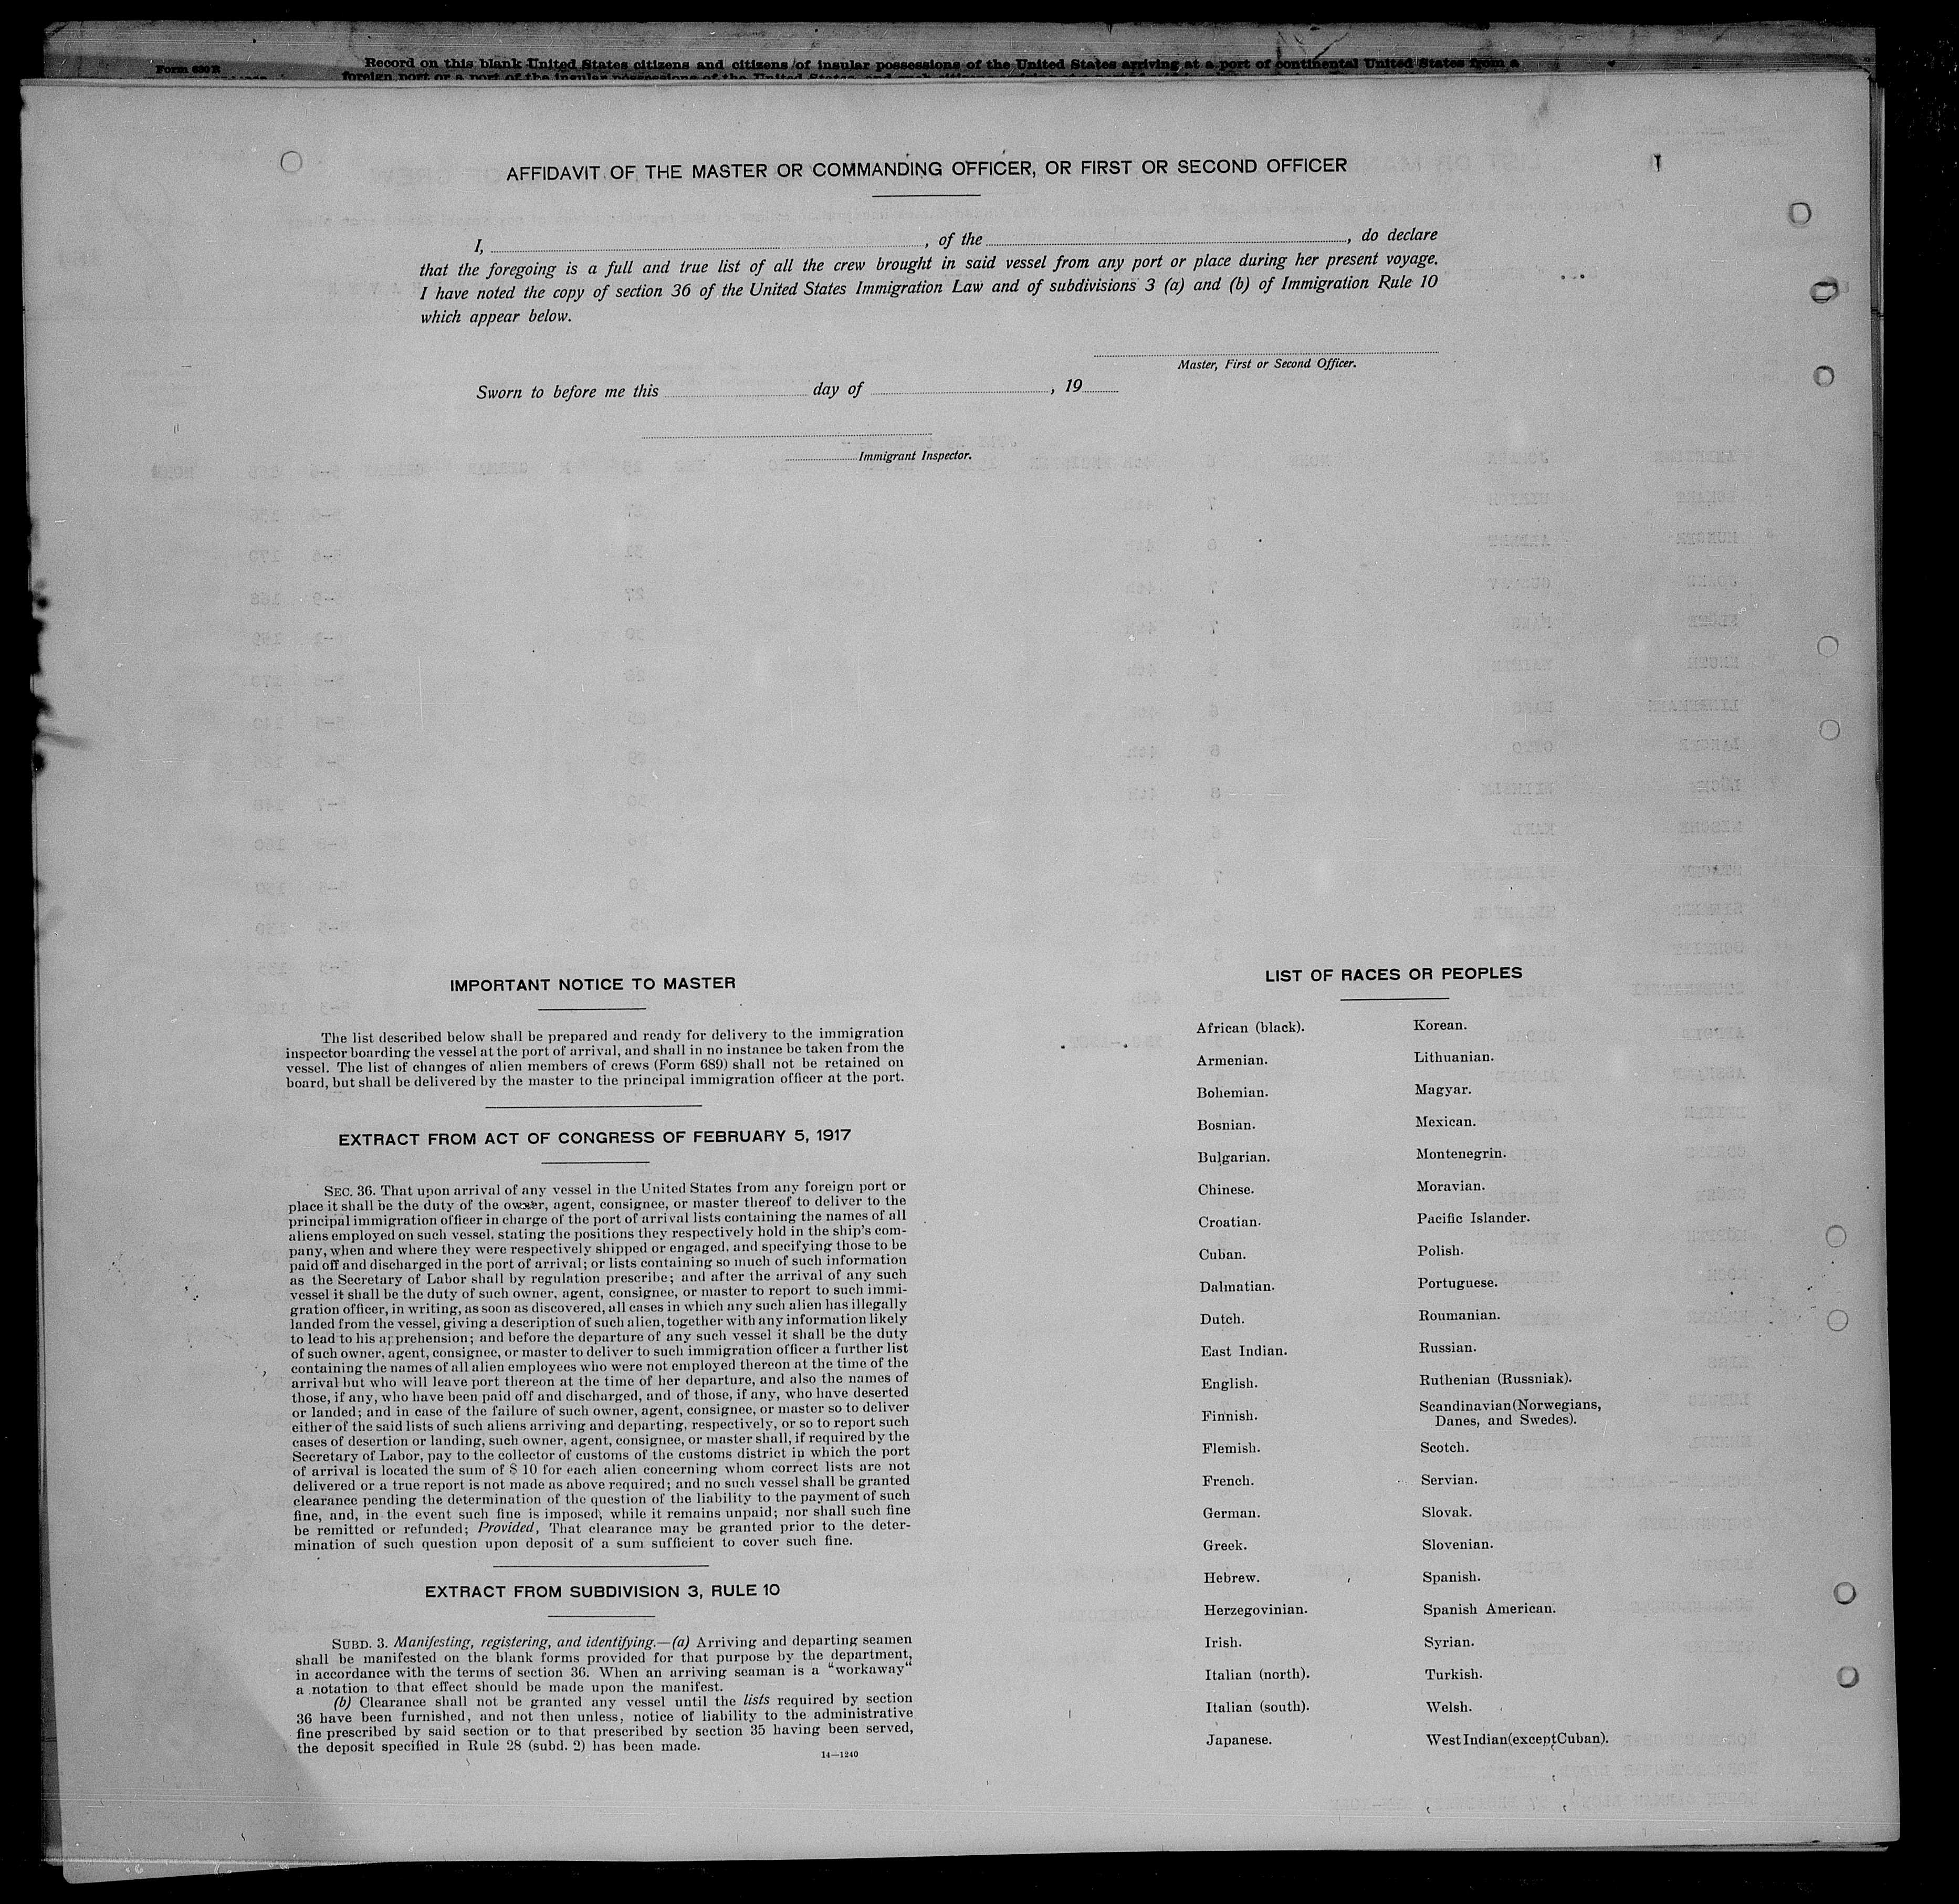 Form 630 R
Record on this blank United States citizens and citizens of insular possessions of the United States arriving at a port of continental United States from a
foreign port or a port of the insular possessions of the United States
AFFIDAVIT OF THE MASTER OR COMMANDING OFFICER, OR FIRST OR SECOND OFFICER
I, , of the , do declare
that the foregoing is a full and true list of all the crew brought in said vessel from any port or place during her present voyage.
I have noted the copy of section 36 of the United States Immigration Law and of subdivisions 3 (a) and (b) of Immigration Rule 10
which appear below.
Master, First or Second Officer.
Sworn to before me this day of , 19
Immigrant Inspector.
IMPORTANT NOTICE TO MASTER
The list described below shall be prepared and ready for delivery to the immigration
inspector boarding the vessel at the port of arrival, and shall in no instance be taken from the
vessel. The list of changes of alien members of crews (Form 689) shall not be retained on
board, but shall be delivered by the master to the principal immigration officer at the port.
EXTRACT FROM ACT OF CONGRESS OF FEBRUARY 5, 1917
SEC. 36. That upon arrival of any vessel in the United States from any foreign port or
place it shall be the duty of the owner, agent, consignee, or master thereof to deliver to the
principal immigration officer in charge of the port of arrival lists containing the names of all
aliens employed on such vessel, stating the positions they respectively hold in the ship's com-
pany, when and where they were respectively shipped or engaged, and specifying those to be
paid off and discharged in the port of arrival; or lists containing so much of such information
as the Secretary of Labor shall by regulation prescribe; and after the arrival of any such
vessel it shall be the duty of such owner, agent, consignee, or master to report to such immi-
gration officer, in writing, as soon as discovered, all cases in which any such alien has illegally
landed from the vessel, giving a description of such alien, together with any information likely
to lead to his apprehension; and before the departure of any such vessel it shall be the duty
of such owner, agent, consignee, or master to deliver to such immigration officer a further list
containing the names of all alien employees who were not employed thereon at the time of the
arrival but who will leave port thereon at the time of her departure, and also the names of
those, if any, who have been paid off and discharged, and of those, if any, who have deserted
or landed; and in case of the failure of such owner, agent, consignee, or master so to deliver
either of the said lists of such aliens arriving and departing, respectively, or so to report such
cases of desertion or landing, such owner, agent, consignee, or master shall, if required by the
Secretary of Labor, pay to the collector of customs of the customs district in which the port
of arrival is located the sum of $ 10 for each alien concerning whom correct lists are not
delivered or a true report is not made as above required; and no such vessel shall be granted
clearance pending the determination of the question of the liability to the payment of such
fine, and, in the event such fine is imposed, while it remains unpaid; nor shall such fine
be remitted or refunded; Provided, That clearance may be granted prior to the deter-
mination of such question upon deposit of a sum sufficient to cover such fine.
EXTRACT FROM SUBDIVISION 3, RULE 10
SUBD. 3. Manifesting, registering, and identifying.—(a) Arriving and departing seamen
shall be manifested on the blank forms provided for that purpose by the department,
in accordance with the terms of section 36. When an arriving seaman is a "workaway"
a notation to that effect should be made upon the manifest.
(b) Clearance shall not be granted any vessel until the lists required by section
36 have been furnished, and not then unless, notice of liability to the administrative
fine prescribed by said section or to that prescribed by section 35 having been served,
the deposit specified in Rule 28 (subd. 2) has been made.
14—1240
LIST OF RACES OR PEOPLES
African (black).
Armenian.
Bohemian.
Bosnian.
Bulgarian.
Chinese.
Croatian.
Cuban.
Dalmatian.
Dutch.
East Indian.
English.
Finnish.
Flemish.
French.
German.
Greek.
Hebrew.
Herzegovinian.
Irish.
Italian (north).
Italian (south).
Japanese.
Korean.
Lithuanian.
Magyar.
Mexican.
Montenegrin.
Moravian.
Pacific Islander.
Polish.
Portuguese.
Roumanian.
Russian.
Ruthenian (Russniak).
Scandinavian (Norwegians,
Danes, and Swedes).
Scotch.
Servian.
Slovak.
Slovenian.
Spanish.
Spanish American.
Syrian.
Turkish.
Welsh.
West Indian (except Cuban).